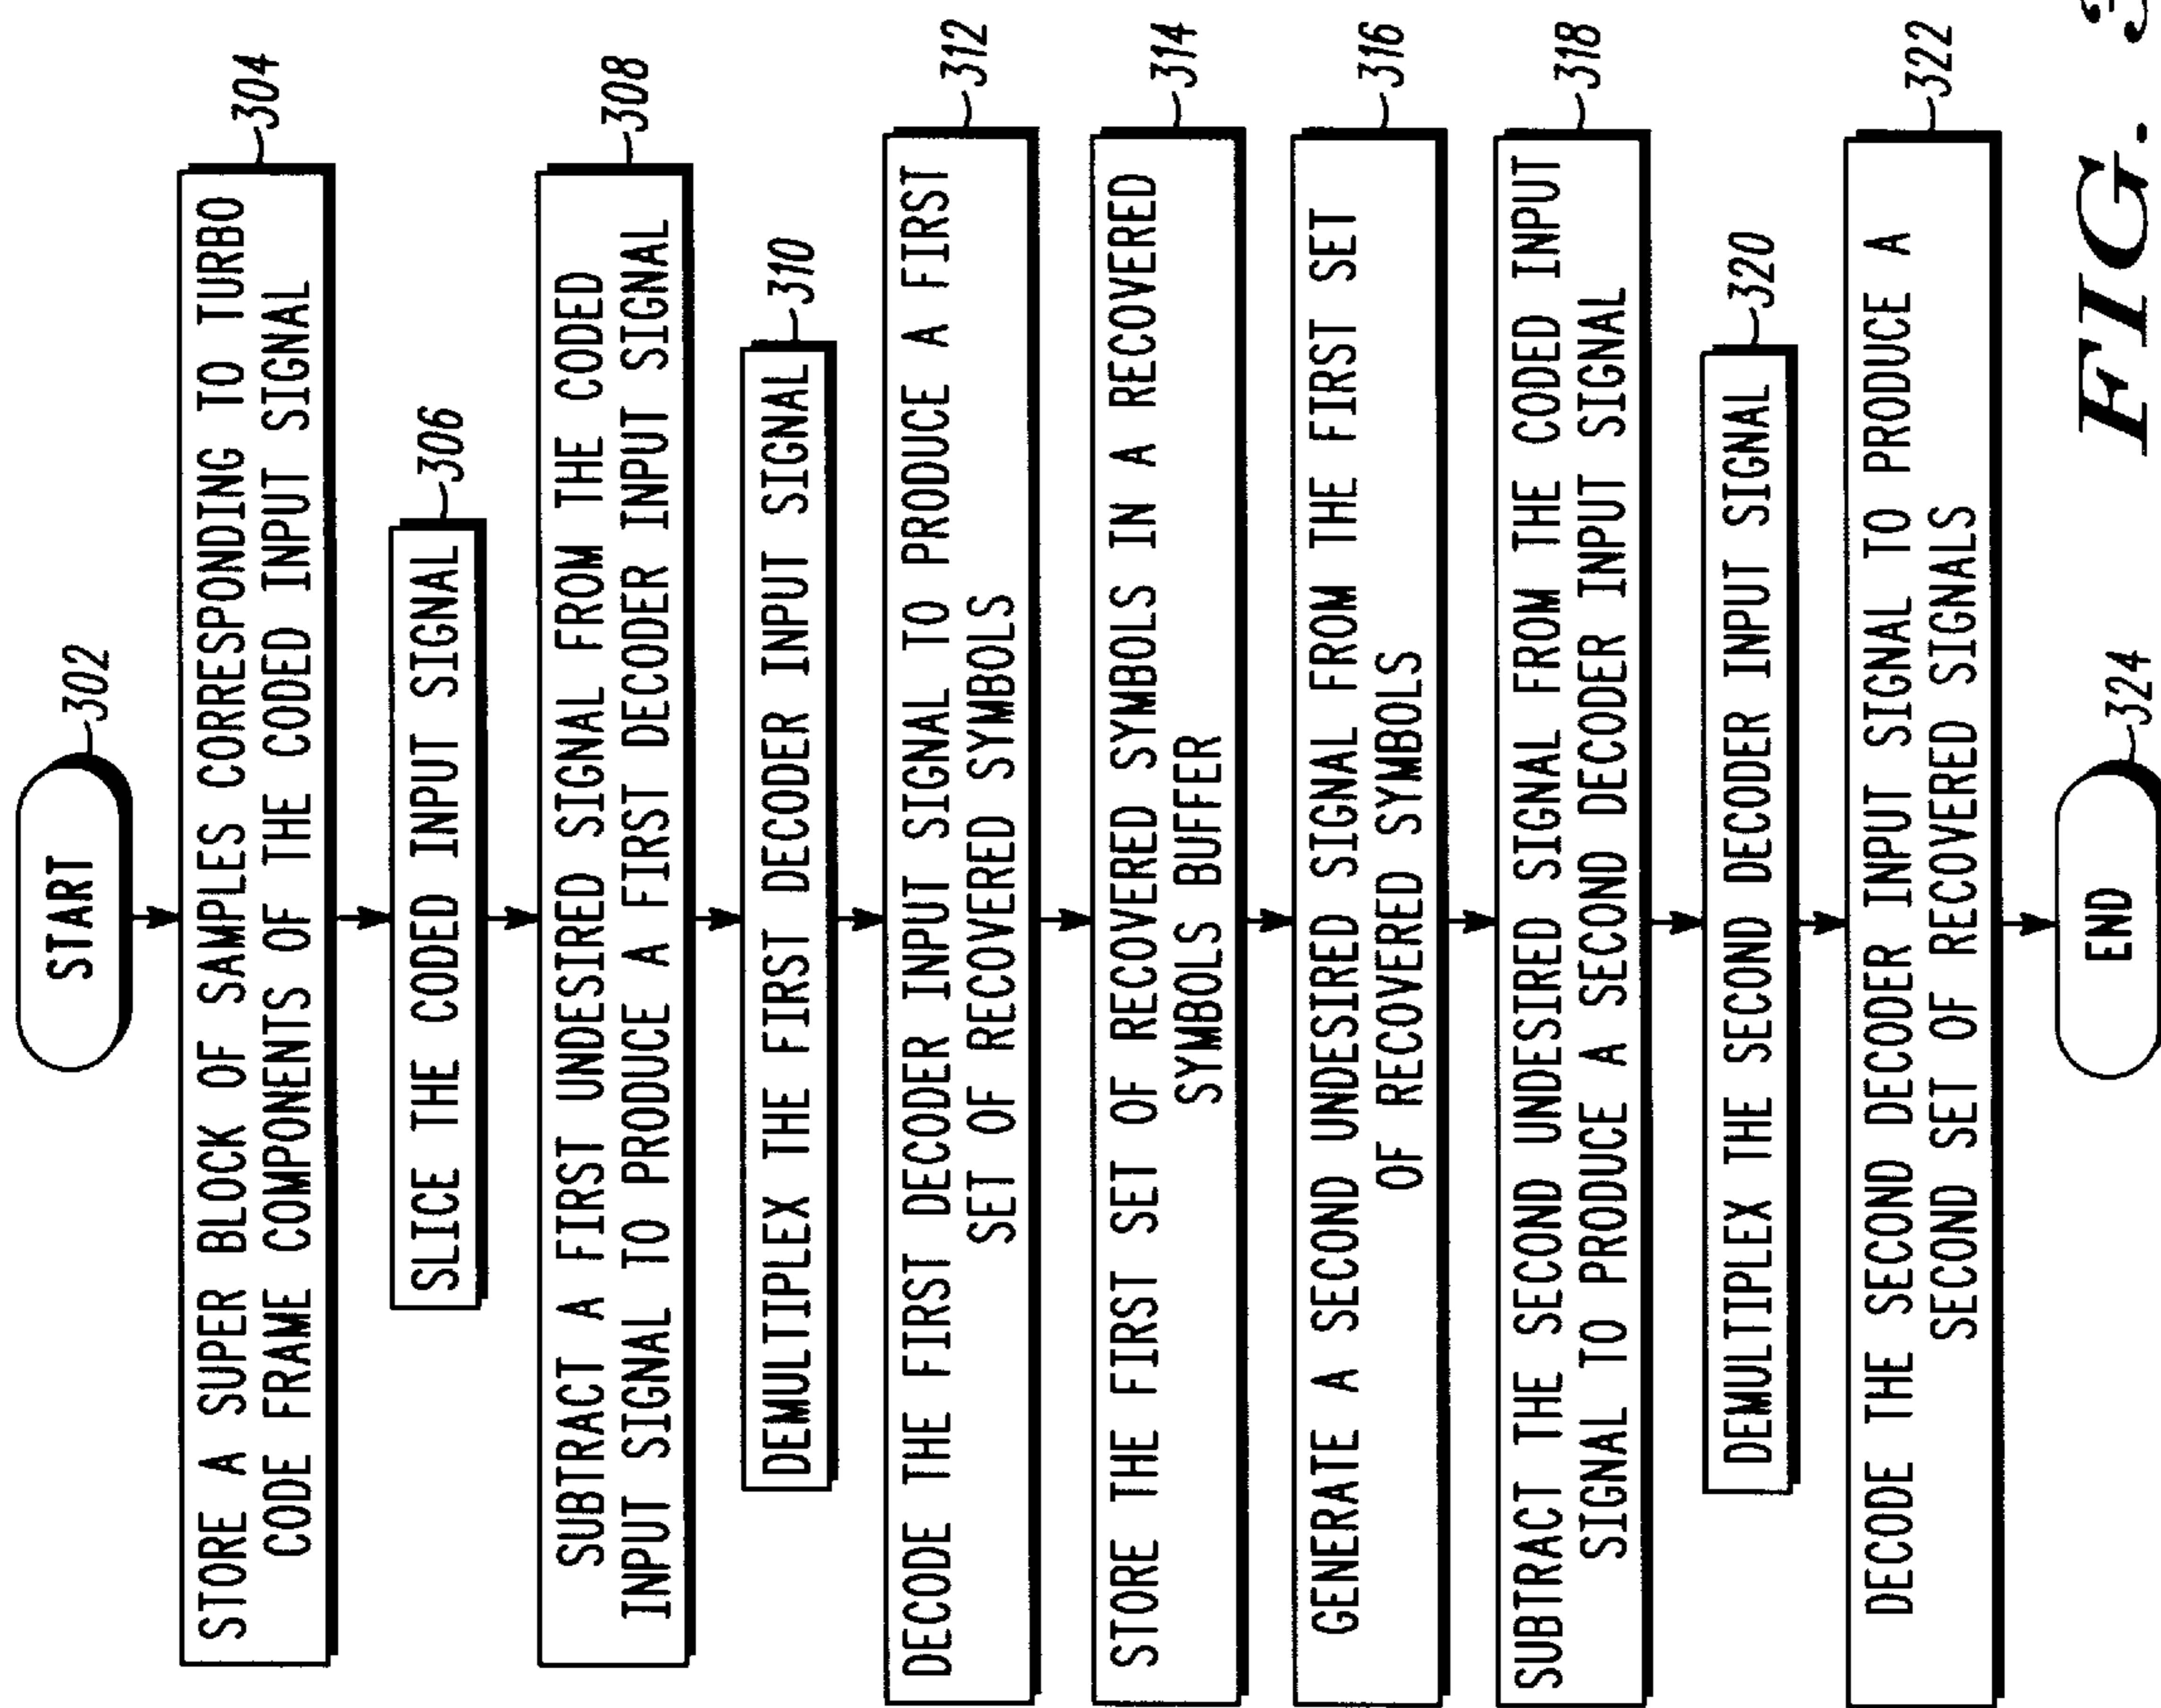 START
302
STORE A SUPER BLOCK OF SAMPLES CORRESPONDING TO TURBO
CODE FRAME COMPONENTS OF THE CODED INPUT SIGNAL
304
SLICE THE CODED INPUT SIGNAL
306
SUBTRACT A FIRST UNDESIRED SIGNAL FROM THE CODED
INPUT SIGNAL TO PRODUCE A FIRST DECODER INPUT SIGNAL
308
DEMULTIPLEX THE FIRST DECODER INPUT SIGNAL
310
DECODE THE FIRST DECODER INPUT SIGNAL TO PRODUCE A FIRST
SET OF RECOVERED SYMBOLS
312
STORE THE FIRST SET OF RECOVERED SYMBOLS IN A RECOVERED
SYMBOLS BUFFER
314
GENERATE A SECOND UNDESIRED SIGNAL FROM THE FIRST SET
OF RECOVERED SYMBOLS
316
SUBTRACT THE SECOND UNDESIRED SIGNAL FROM THE CODED INPUT
SIGNAL TO PRODUCE A SECOND DECODER INPUT SIGNAL
318
DEMULTIPLEX THE SECOND DECODER INPUT SIGNAL
320
DECODE THE SECOND DECODER INPUT SIGNAL TO PRODUCE A
SECOND SET OF RECOVERED SIGNALS
322
END
324
FIG. 3